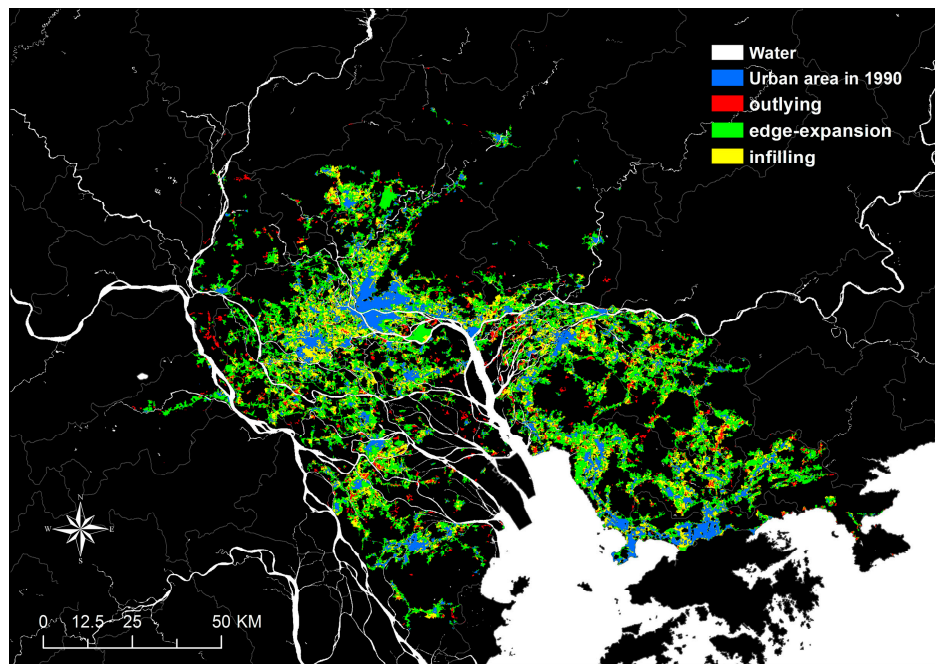 Water
Urban area in 1990
outlying
edge-expansion
infilling
N
W E
S
0 12.5 25 50 KM